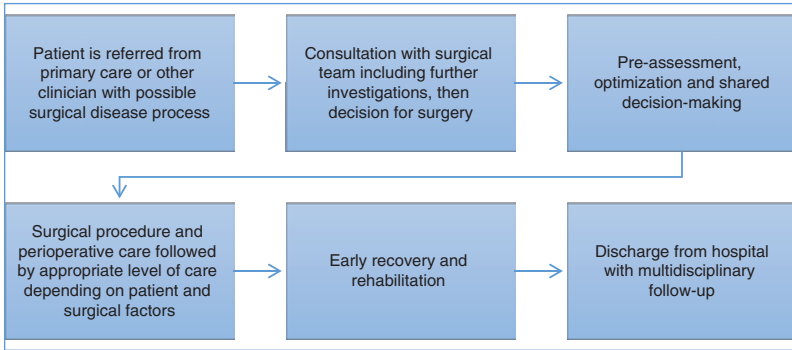 Patient is referred from
primary care or other
clinician with possible
surgical disease process
Consultation with surgical
team including further
investigations, then
decision for surgery
Pre-assessment,
optimization and shared
decision-making
Surgical procedure and
perioperative care followed
by appropriate level of care
depending on patient and
surgical factors
Early recovery and
rehabilitation
Discharge from hospital
with multidisciplinary
follow-up